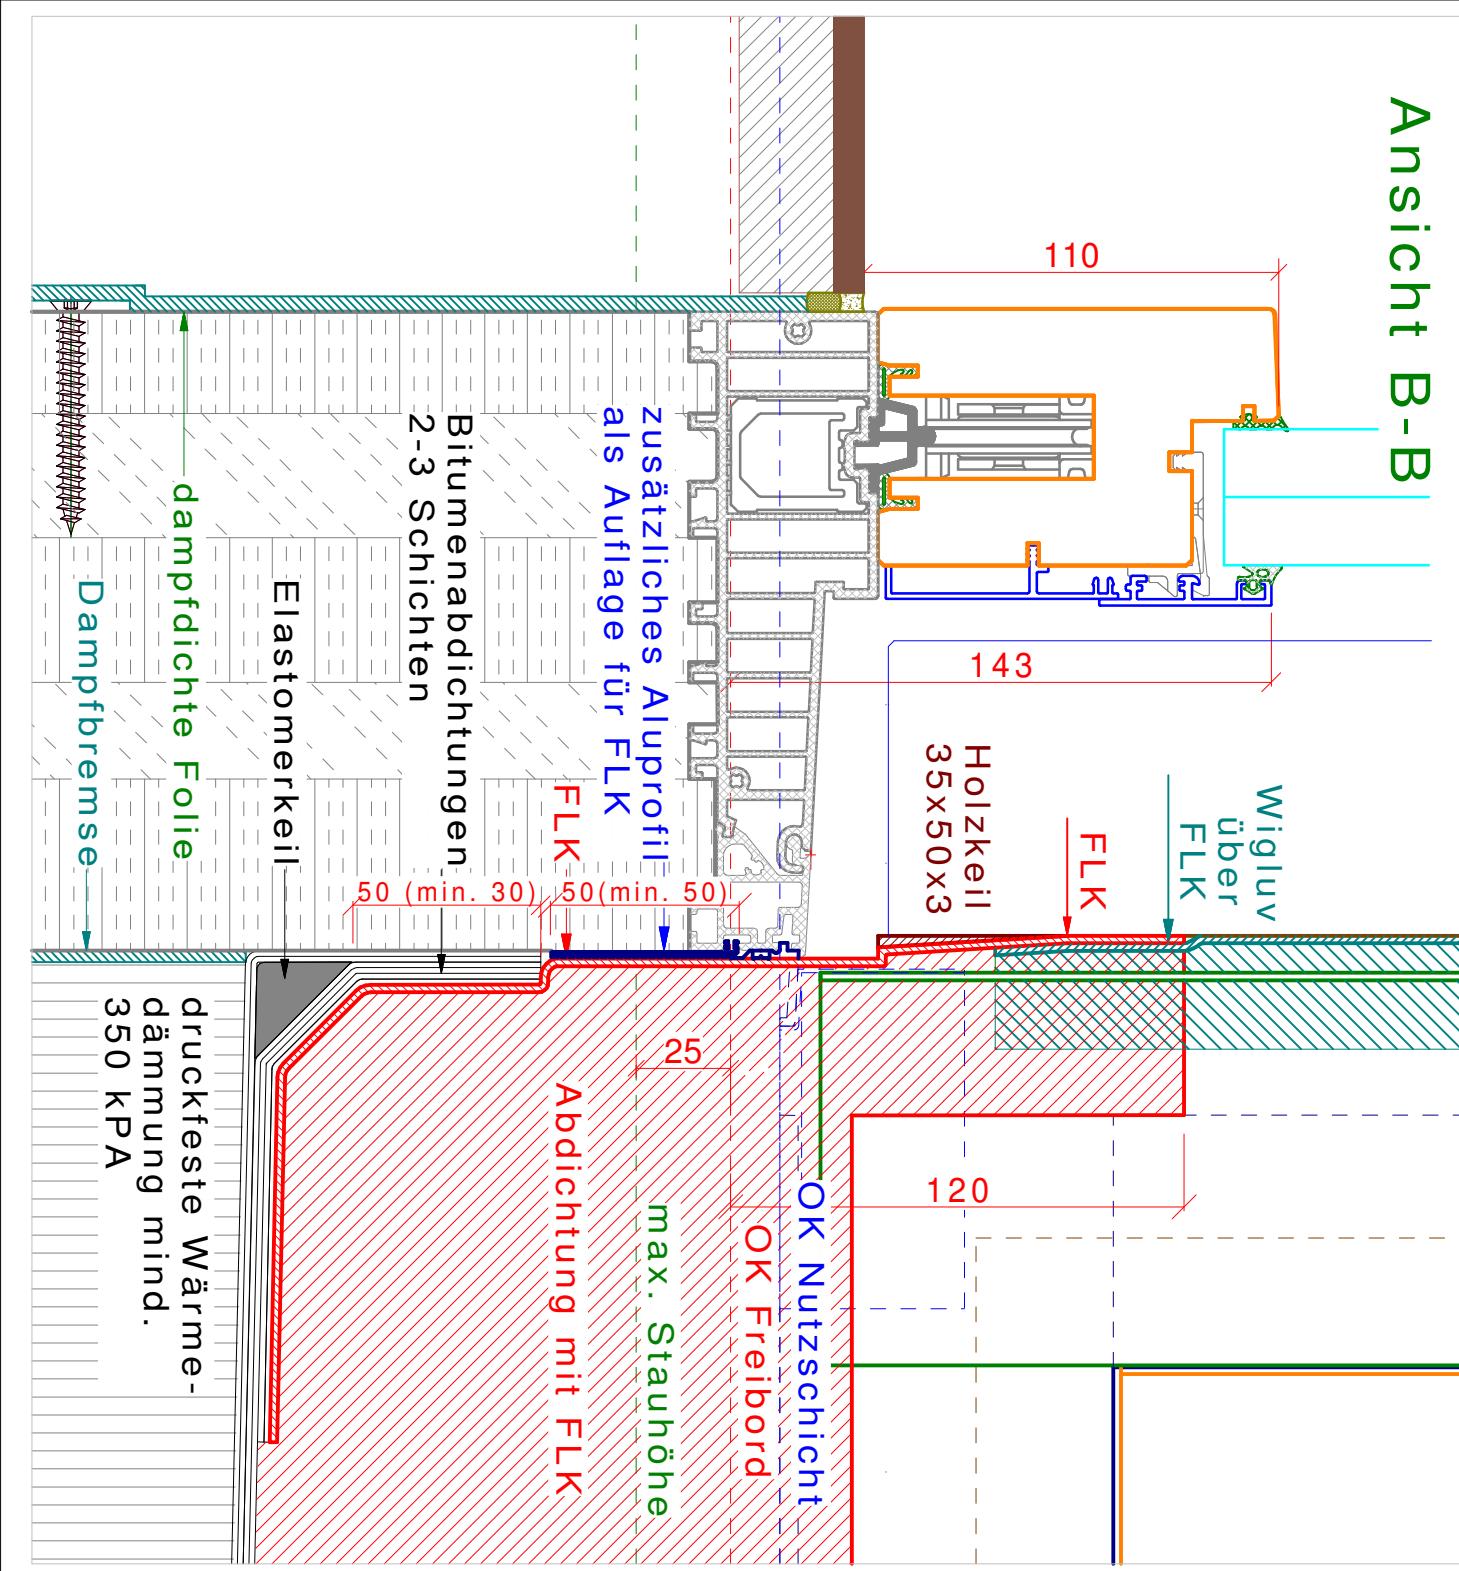 Ansicht B-B
110
143
Wigluv
über
FLK
FLK
Holzkeil
35x50x3
zusätzliches Aluprofil
als Auflage für FLK
FLK
Bitumenabdichtungen
2-3 Schichten
Elastomerkeil
dampfdichte Folie
Dampfbremse
50 (min. 30)
50(min. 50)
25
120
OK Nutzschicht
OK Freibord
max. Stauhöhe
Abdichtung mit FLK
druckfeste Wärme-
dämmung mind.
350 kPA